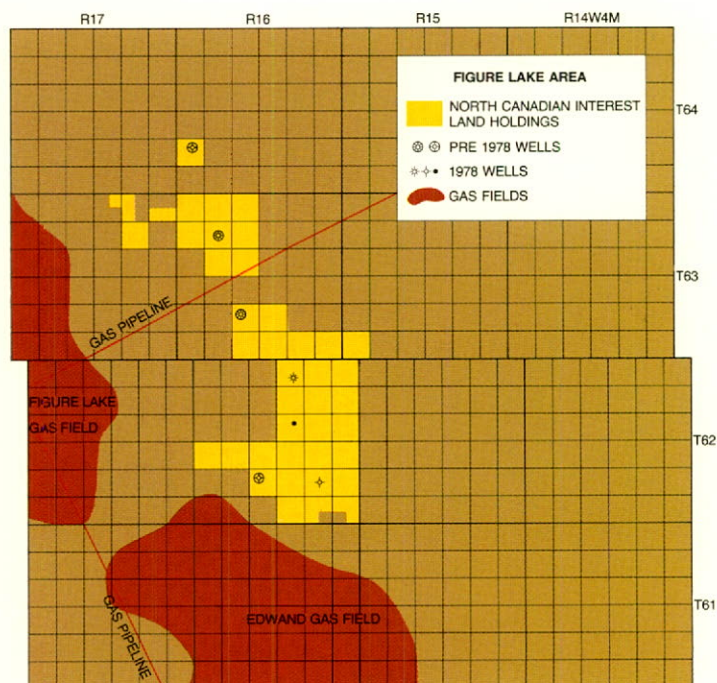 R17 R16 R15 R14W4M
FIGURE LAKE AREA
NORTH CANADIAN INTEREST
LAND HOLDINGS
PRE 1978 WELLS
1978 WELLS
GAS FIELDS
T64
T63
GAS PIPELINE
FIGURE LAKE
GAS FIELD
T62
T61
EDWAND GAS FIELD
GAS PIPELINE